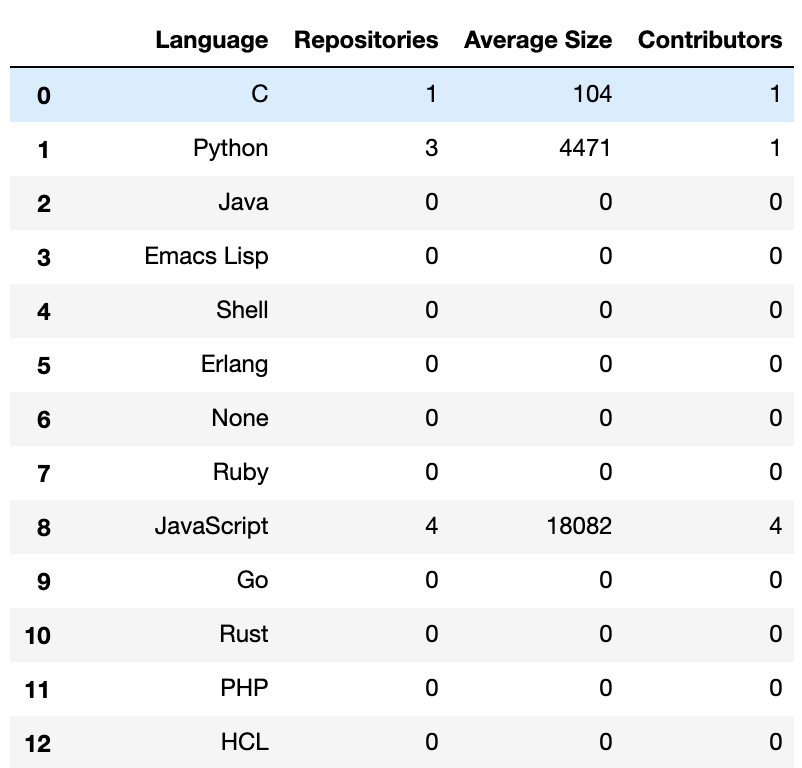 Language Repositories Average Size Contributors
0 C 1 104 1
1 Python 3 4471 1
2 Java 0 0 0
3 Emacs Lisp 0 0 0
4 Shell 0 0 0
5 Erlang 0 0 0
6 None 0 0 0
7 Ruby 0 0 0
8 JavaScript 4 18082 4
9 Go 0 0 0
10 Rust 0 0 0
11 PHP 0 0 0
12 HCL 0 0 0